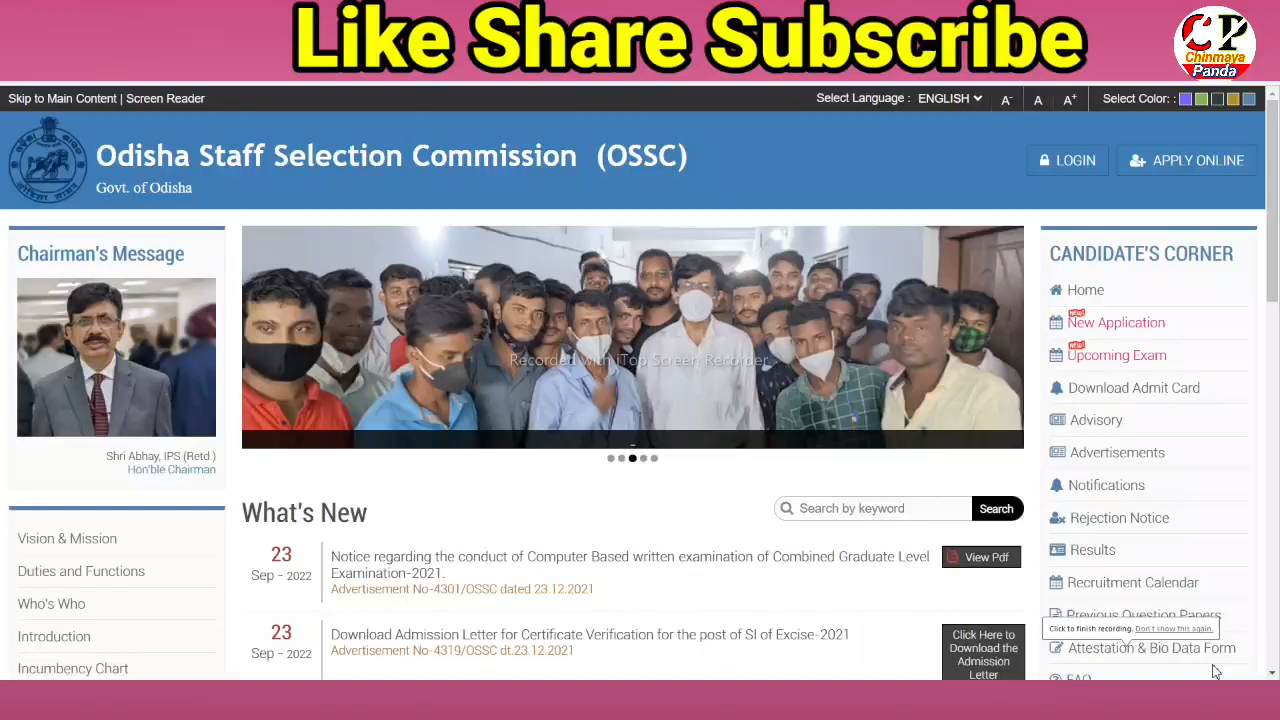 Like Share Subscribe
CP
Chinmaya
Panda
Skip to Main Content | Screen Reader
Select Language : ENGLISH
A- A A+
Select Color: :
Odisha Staff Selection Commission (OSSC)
Govt. of Odisha
LOGIN
APPLY ONLINE
Chairman's Message
Shri Abhay, IPS (Retd.)
Hon'ble Chairman
Vision & Mission
Duties and Functions
Who's Who
Introduction
Incumbency Chart
Recorded with iTop Screen Recorder
What's New
Search by keyword
Search
23
Sep - 2022
Notice regarding the conduct of Computer Based written examination of Combined Graduate Level
Examination-2021.
Advertisement No-4301/OSSC dated 23.12.2021
View Pdf
23
Sep - 2022
Download Admission Letter for Certificate Verification for the post of SI of Excise-2021
Advertisement No-4319/OSSC dt.23.12.2021
Click Here to
Download the
Admission
Letter
CANDIDATE'S CORNER
Home
NEW
New Application
NEW
Upcoming Exam
Download Admit Card
Advisory
Advertisements
Notifications
Rejection Notice
Results
Recruitment Calendar
Previous Question Papers
Click to finish recording. Don't show this again.
Attestation & Bio Data Form
FAQ